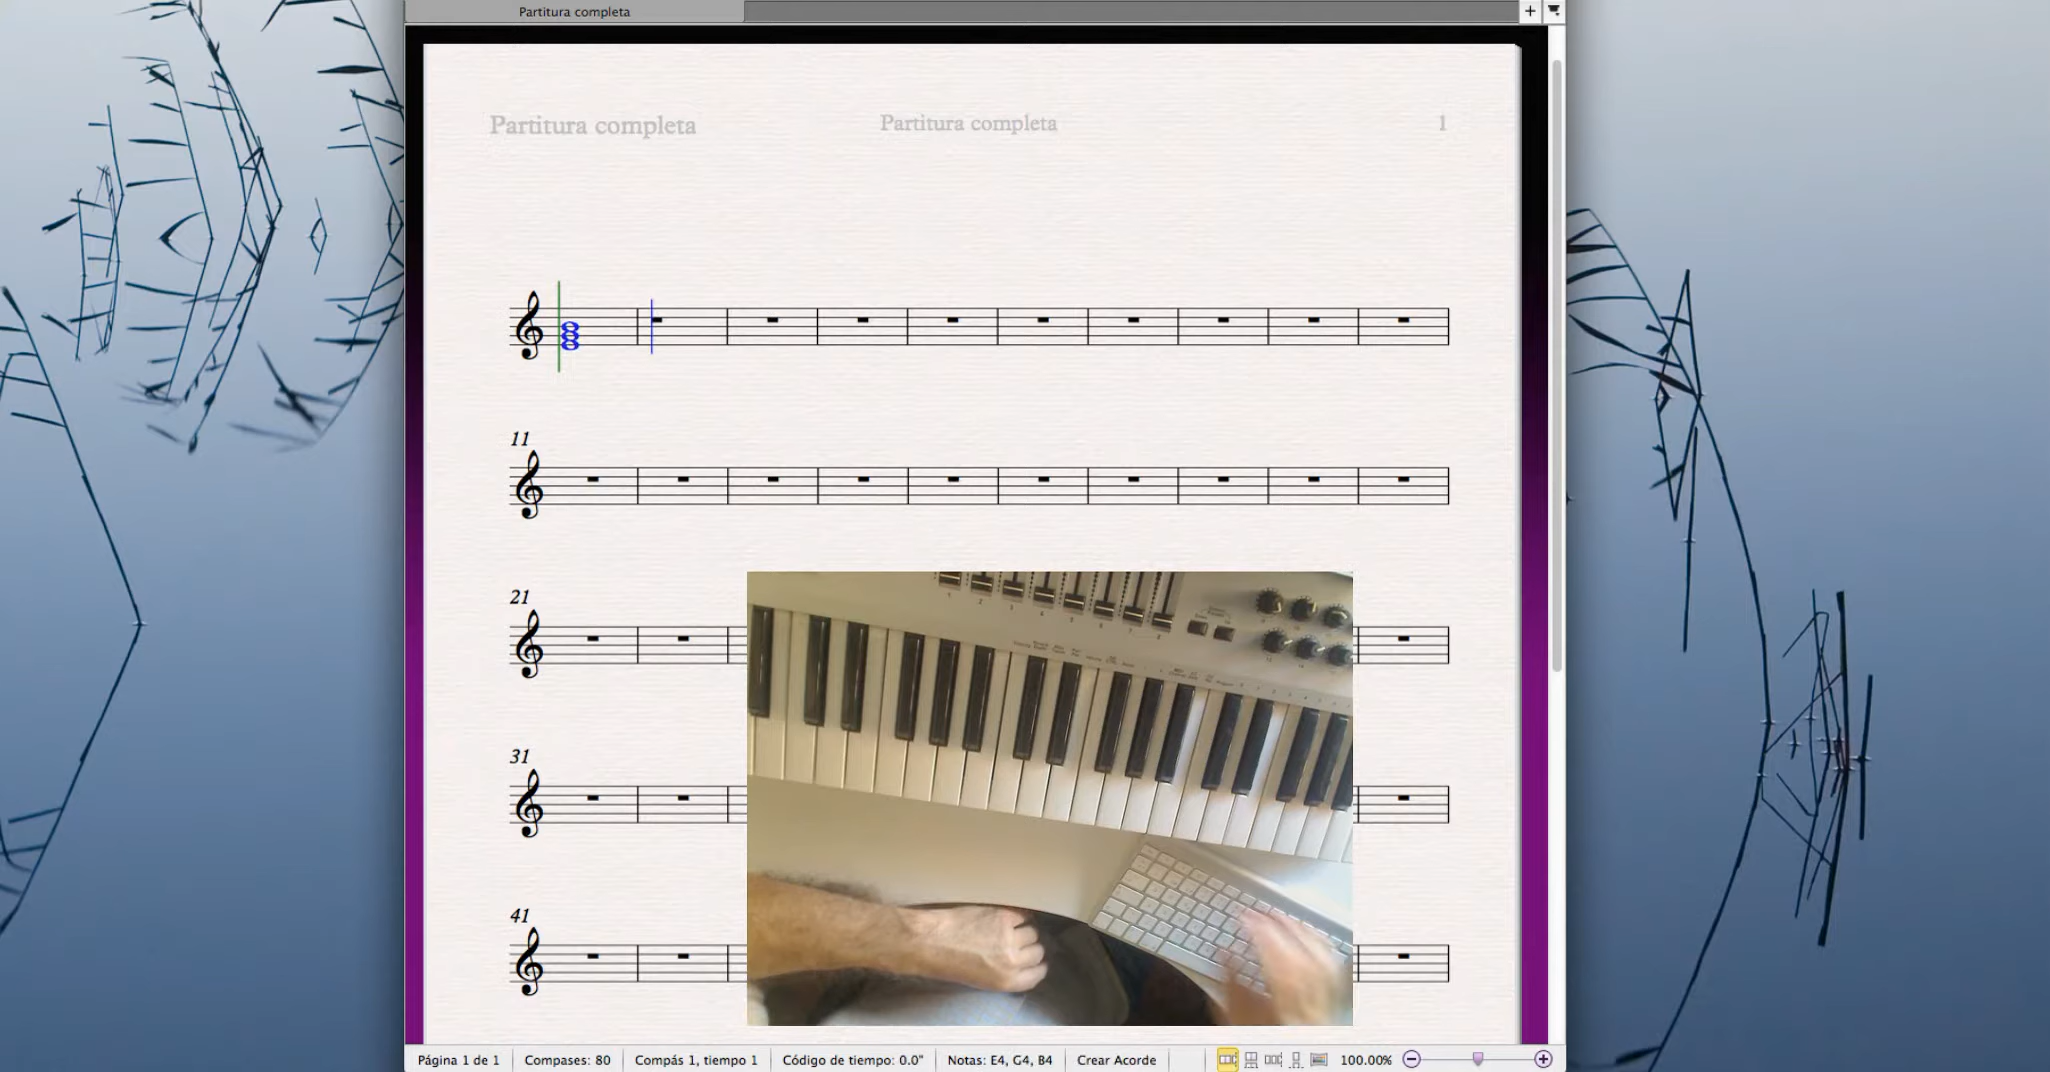 Partitura completa
Partitura completa
Partitura completa
1
11
21
31
41
Página 1 de 1
Compases: 80
Compás 1, tiempo 1
Código de tiempo: 0.0"
Notas: E4, G4, B4
Crear Acorde
100.00%